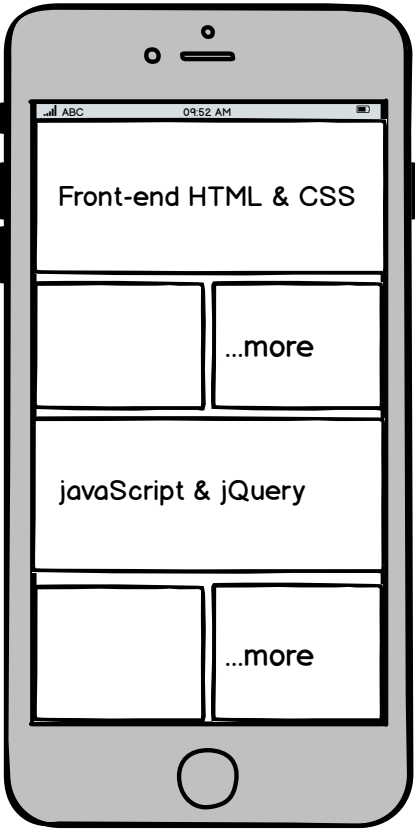 ABC 09:52 AM
Front-end HTML & CSS
...more
javaScript & jQuery
...more